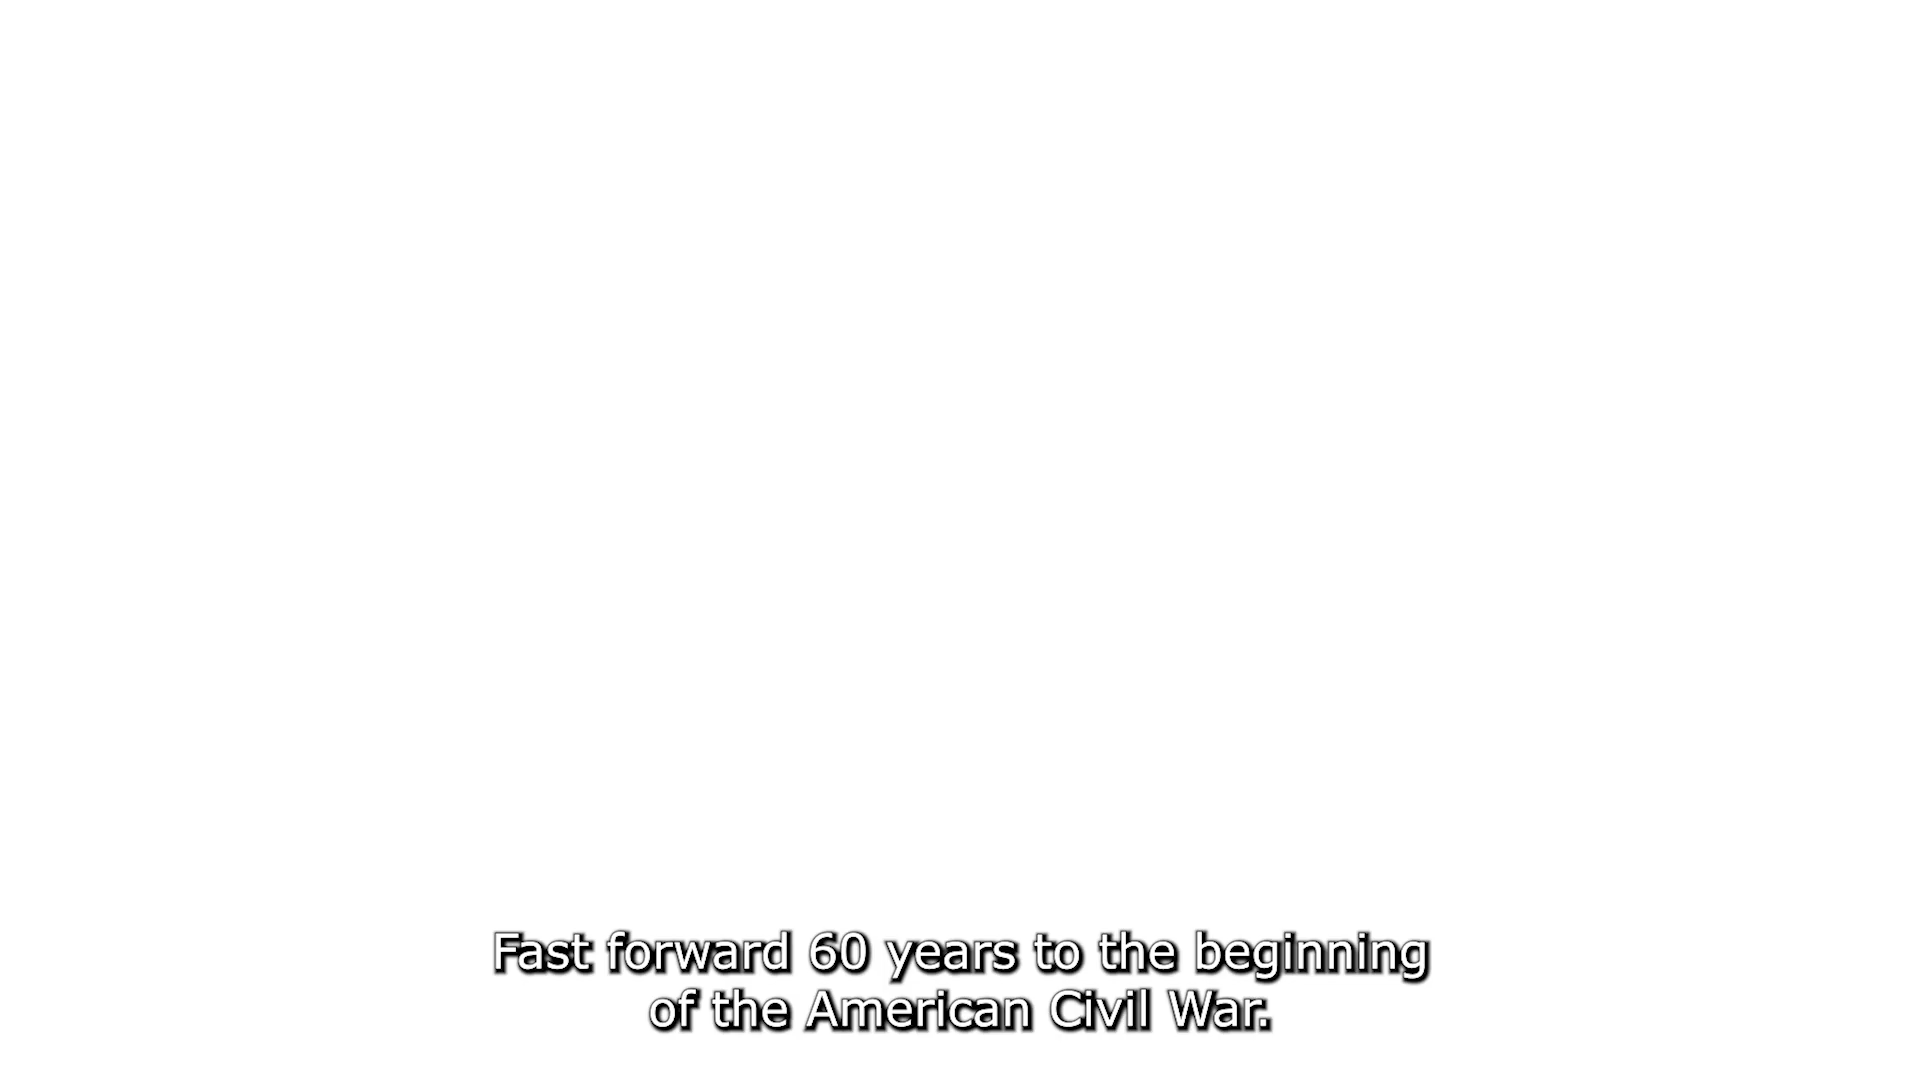 Fast forward 60 years to the beginning
of the American Civil War.